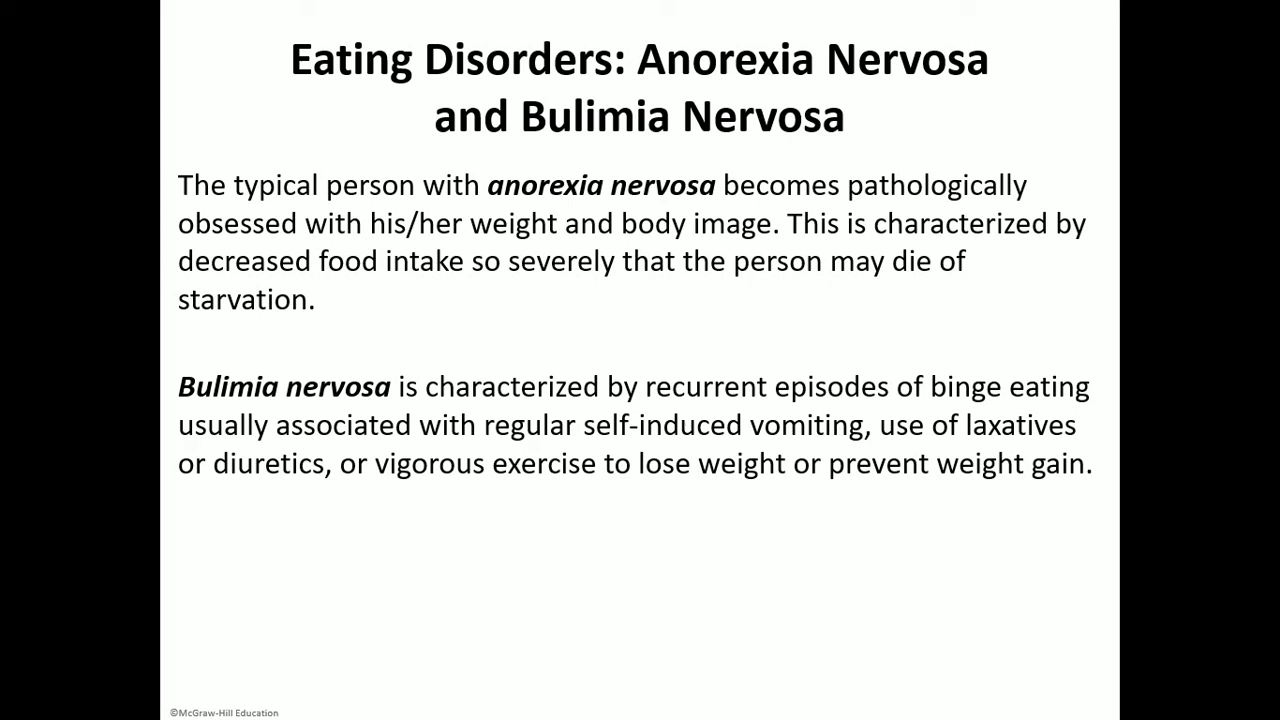 Eating Disorders: Anorexia Nervosa
and Bulimia Nervosa
The typical person with anorexia nervosa becomes pathologically
obsessed with his/her weight and body image. This is characterized by
decreased food intake so severely that the person may die of
starvation.
Bulimia nervosa is characterized by recurrent episodes of binge eating
usually associated with regular self-induced vomiting, use of laxatives
or diuretics, or vigorous exercise to lose weight or prevent weight gain.
©McGraw-Hill Education